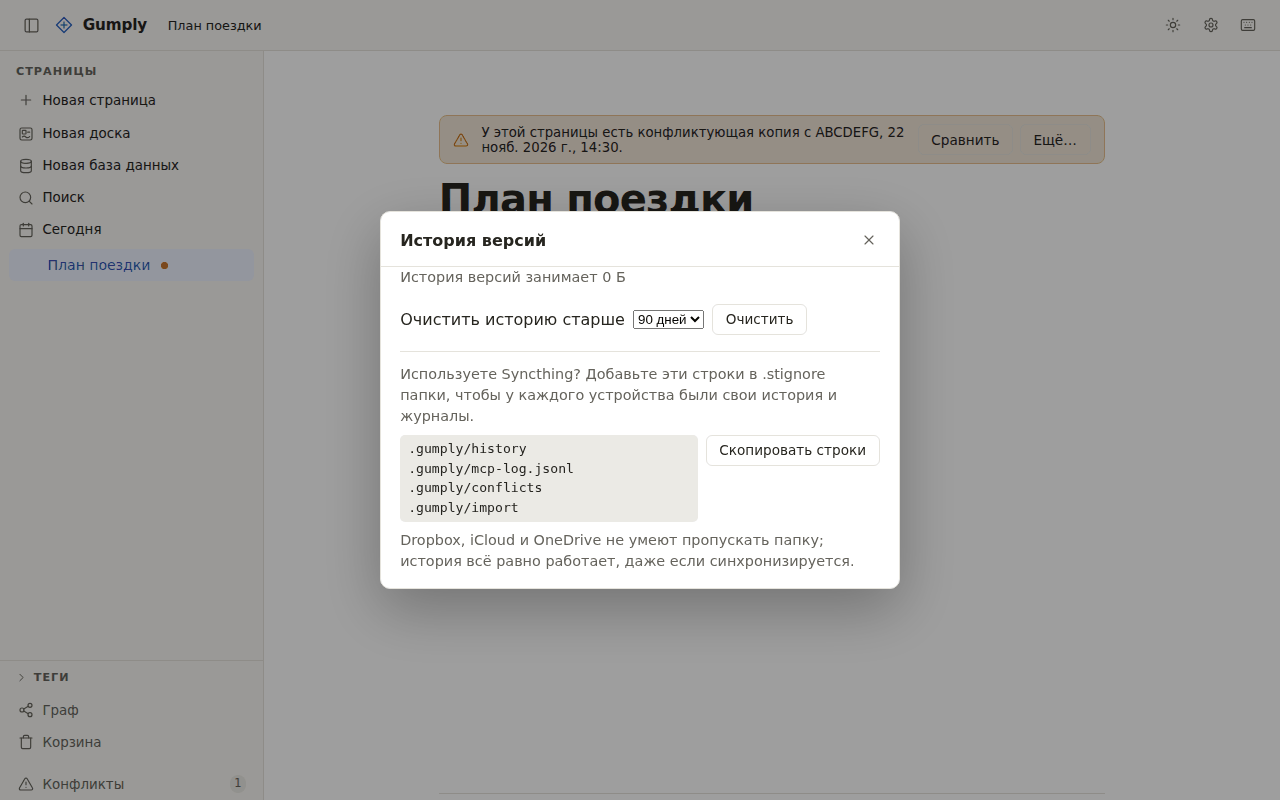 Gumply
План поездки
СТРАНИЦЫ
Новая страница
Новая доска
Новая база данных
Поиск
Сегодня
План поездки
ТЕГИ
Граф
Корзина
Конфликты
1
У этой страницы есть конфликтующая копия с ABCDEFG, 22
нояб. 2026 г., 14:30.
Сравнить
Ещё…
План поездки
История версий
История версий занимает 0 Б
Очистить историю старше
90 дней
Очистить
Используете Syncthing? Добавьте эти строки в .stignore
папки, чтобы у каждого устройства были свои история и
журналы.
.gumply/history
.gumply/mcp-log.jsonl
.gumply/conflicts
.gumply/import
Скопировать строки
Dropbox, iCloud и OneDrive не умеют пропускать папку;
история всё равно работает, даже если синхронизируется.